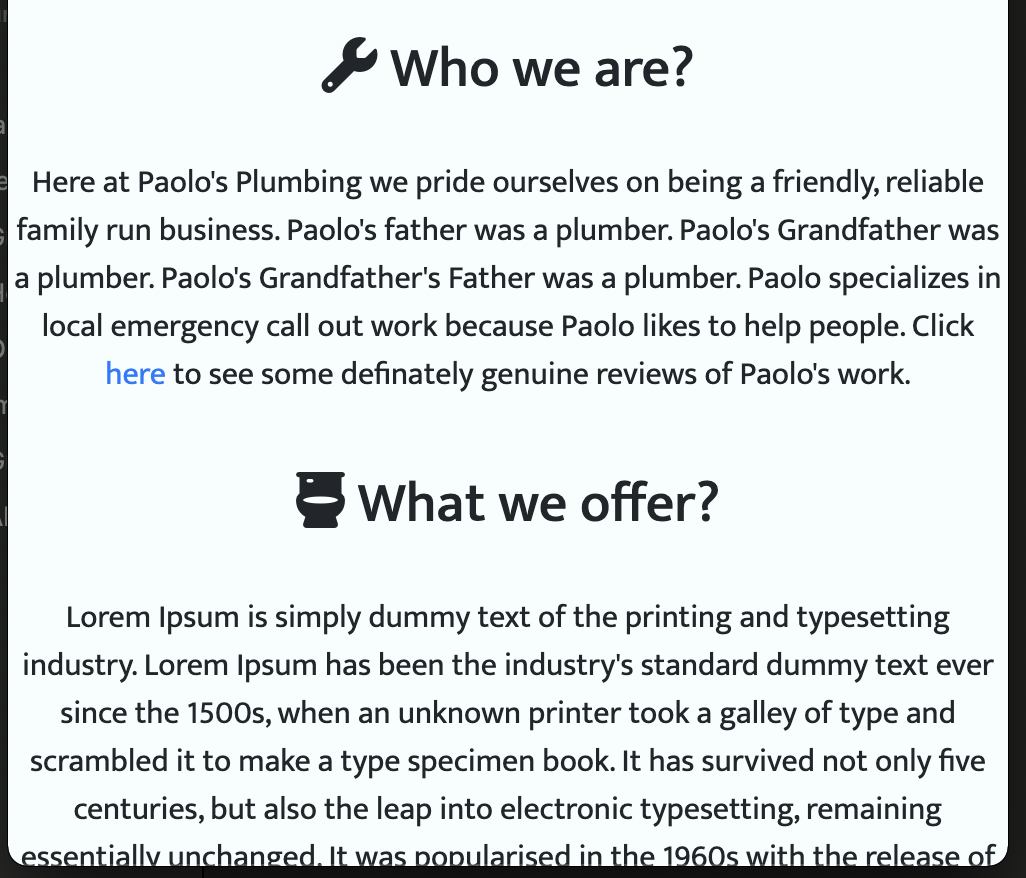 Who we are?
Here at Paolo's Plumbing we pride ourselves on being a friendly, reliable
family run business. Paolo's father was a plumber. Paolo's Grandfather was
a plumber. Paolo's Grandfather's Father was a plumber. Paolo specializes in
local emergency call out work because Paolo likes to help people. Click
here to see some definately genuine reviews of Paolo's work.
What we offer?
Lorem Ipsum is simply dummy text of the printing and typesetting
industry. Lorem Ipsum has been the industry's standard dummy text ever
since the 1500s, when an unknown printer took a galley of type and
scrambled it to make a type specimen book. It has survived not only five
centuries, but also the leap into electronic typesetting, remaining
essentially unchanged. It was popularised in the 1960s with the release of